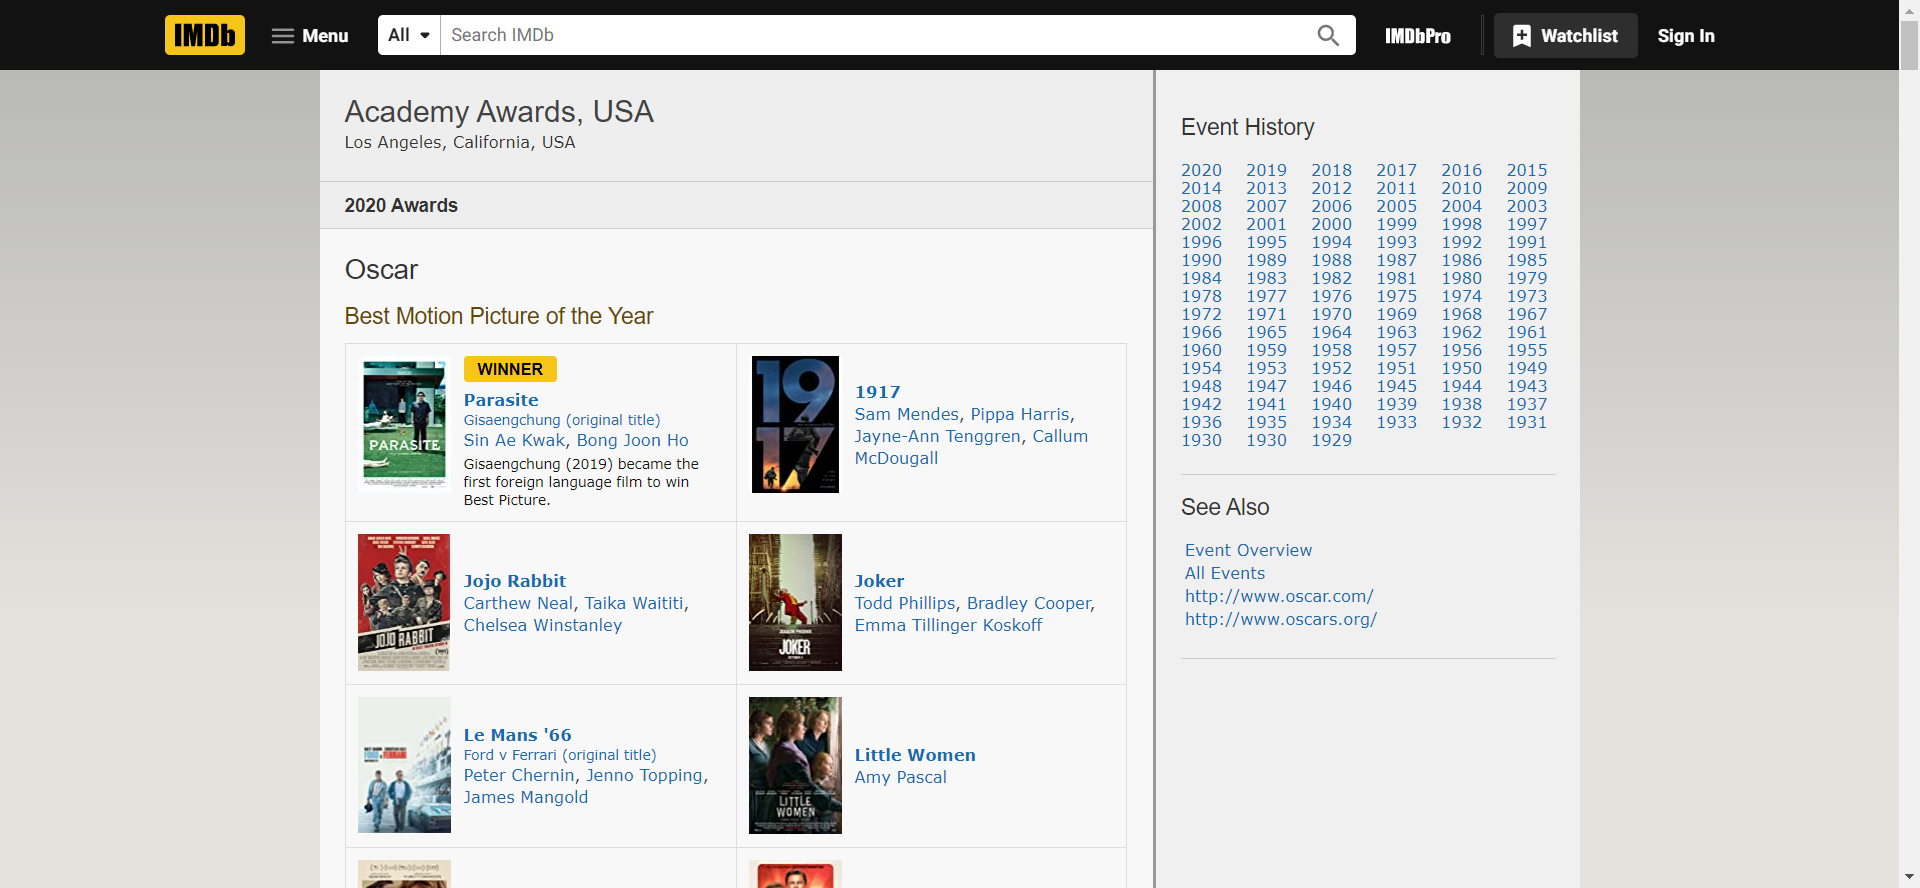 IMDb
Menu
All
Search IMDb
IMDbPro
Watchlist
Sign In
Academy Awards, USA
Los Angeles, California, USA
2020 Awards
Oscar
Best Motion Picture of the Year
PARASITE
WINNER
Parasite
Gisaengchung (original title)
Sin Ae Kwak, Bong Joon Ho
Gisaengchung (2019) became the
first foreign language film to win
Best Picture.
19
17
1917
Sam Mendes, Pippa Harris,
Jayne-Ann Tenggren, Callum
McDougall
JOJO RABBIT
Jojo Rabbit
Carthew Neal, Taika Waititi,
Chelsea Winstanley
JOKER
Joker
Todd Phillips, Bradley Cooper,
Emma Tillinger Koskoff
FORD
FERRARI
Le Mans '66
Ford v Ferrari (original title)
Peter Chernin, Jenno Topping,
James Mangold
LITTLE
WOMEN
Little Women
Amy Pascal
Event History
2020 2019 2018 2017 2016 2015
2014 2013 2012 2011 2010 2009
2008 2007 2006 2005 2004 2003
2002 2001 2000 1999 1998 1997
1996 1995 1994 1993 1992 1991
1990 1989 1988 1987 1986 1985
1984 1983 1982 1981 1980 1979
1978 1977 1976 1975 1974 1973
1972 1971 1970 1969 1968 1967
1966 1965 1964 1963 1962 1961
1960 1959 1958 1957 1956 1955
1954 1953 1952 1951 1950 1949
1948 1947 1946 1945 1944 1943
1942 1941 1940 1939 1938 1937
1936 1935 1934 1933 1932 1931
1930 1930 1929
See Also
Event Overview
All Events
http://www.oscar.com/
http://www.oscars.org/